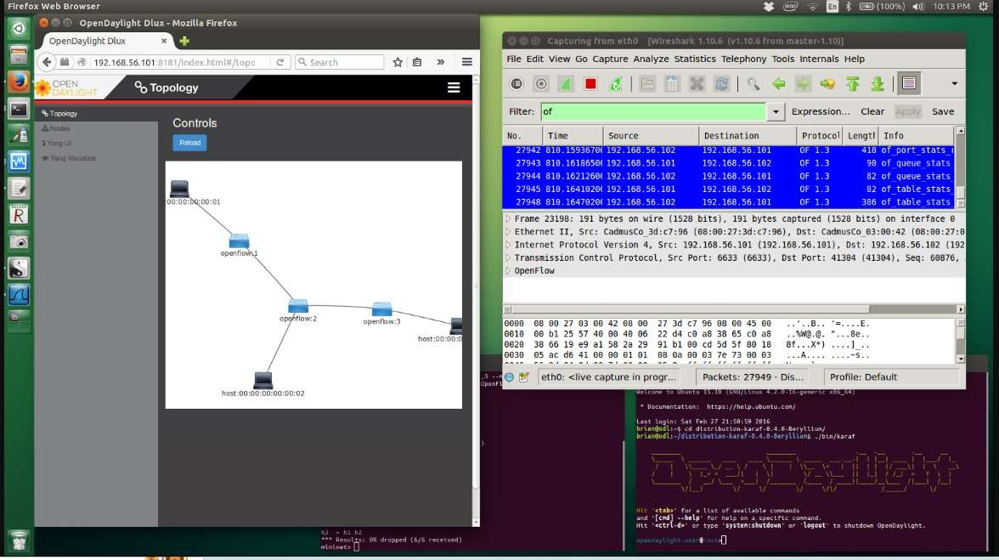 Firefox Web Browser
En
(100%)
10:13 PM
OpenDaylight Dlux - Mozilla Firefox
OpenDaylight Dlux
192.168.56.101:8181/index.html#/topc
Search
OPEN
DAYLIGHT
Topology
Topology
Nodes
Yang UI
Yang Visualizer
Controls
Reload
:00:00:00:00:01
openflow:1
openflow:2
openflow:3
host:00:00:0
host:00:00:00:00:00:02
Capturing from eth0 [Wireshark 1.10.6 (v1.10.6 from master-1.10)]
File Edit View Go Capture Analyze Statistics Telephony Tools Internals Help
Filter: of Expression... Clear Apply Save
No. Time Source Destination Protocol Length Info
27942 810.1593670 192.168.56.102 192.168.56.101 OF 1.3 418 of_port_stats_
27943 810.1618650 192.168.56.101 192.168.56.102 OF 1.3 90 of_queue_stats_
27944 810.1621260 192.168.56.102 192.168.56.101 OF 1.3 82 of_queue_stats_
27945 810.1641020 192.168.56.101 192.168.56.102 OF 1.3 82 of_table_stats_
27948 810.1647020 192.168.56.102 192.168.56.101 OF 1.3 386 of_table_stats_
Frame 23198: 191 bytes on wire (1528 bits), 191 bytes captured (1528 bits) on interface 0
Ethernet II, Src: CadmusCo_3d:c7:96 (08:00:27:3d:c7:96), Dst: CadmusCo_03:00:42 (08:00:27:0
Internet Protocol Version 4, Src: 192.168.56.101 (192.168.56.101), Dst: 192.168.56.102 (192
Transmission Control Protocol, Src Port: 6633 (6633), Dst Port: 41304 (41304), Seq: 60876,
OpenFlow
0000 08 00 27 03 00 42 08 00 27 3d c7 96 08 00 45 00 ..'..B.. '=....E.
0010 00 b1 25 57 40 00 40 06 22 d4 c0 a8 38 65 c0 a8 ..%W@.@. "...8e..
0020 38 66 19 e9 a1 58 2a 29 91 b1 00 cd 5d 5f 80 18 8f...X*) ....]_..
0030 05 ac d6 41 00 00 01 01 08 0a 00 03 7e 73 00 03 ...A.... ....~s..
eth0: <live capture in progr... Packets: 27949 · Dis... Profile: Default
Welcome to Ubuntu 15.10 (GNU/Linux 4.2.0-16-generic x86_64)
* Documentation: https://help.ubuntu.com/
Last login: Sat Feb 27 21:50:59 2016
brian@odl:~$ cd distribution-karaf-0.4.0-Beryllium/
brian@odl:~/distribution-karaf-0.4.0-Beryllium$ ./bin/karaf
Hit '<tab>' for a list of available commands
and '[cmd] --help' for help on a specific command.
Hit '<ctrl-d>' or type 'system:shutdown' or 'logout' to shutdown OpenDaylight.
opendaylight-user@root>
h3 -> h1 h2
*** Results: 0% dropped (6/6 received)
mininet>